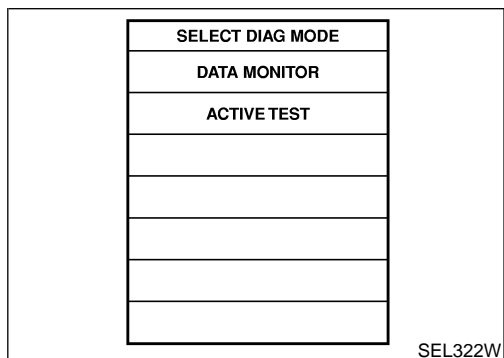 SELECT DIAG MODE
DATA MONITOR
ACTIVE TEST
SEL322W